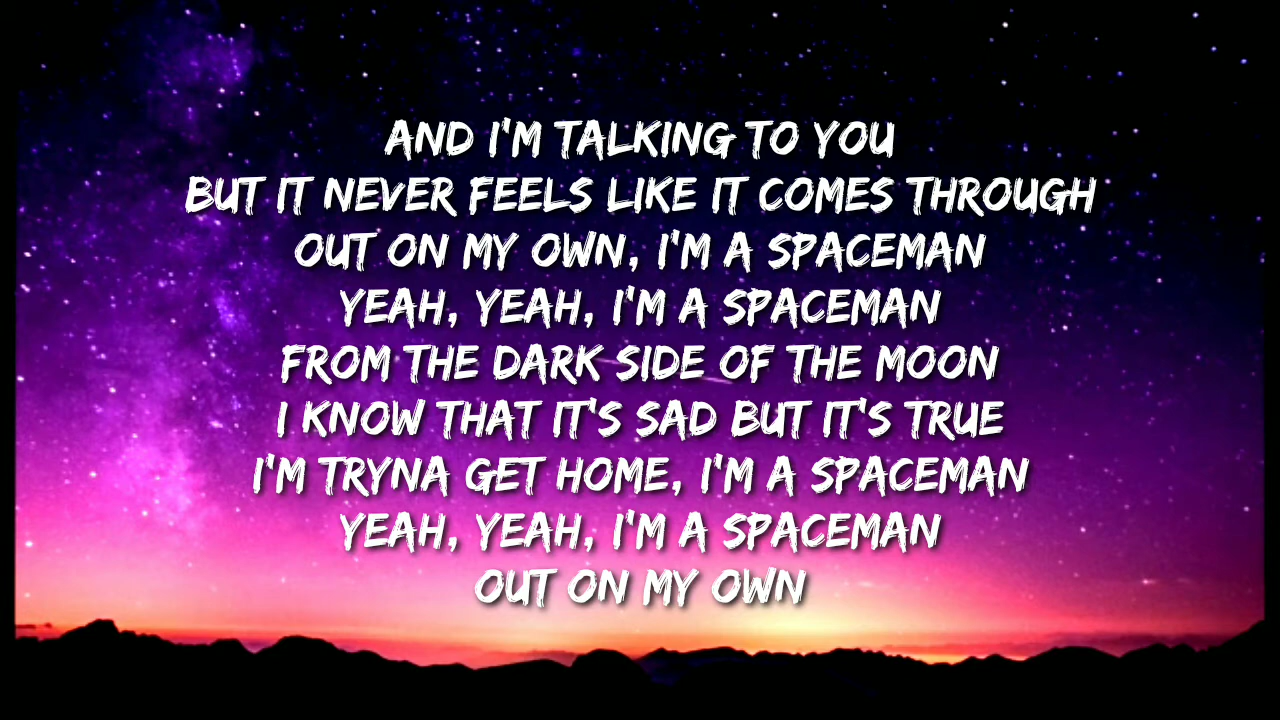 AND I'M TALKING TO YOU
BUT IT NEVER FEELS LIKE IT COMES THROUGH
OUT ON MY OWN, I'M A SPACEMAN
YEAH, YEAH, I'M A SPACEMAN
FROM THE DARK SIDE OF THE MOON
I KNOW THAT IT'S SAD BUT IT'S TRUE
I'M TRYNA GET HOME, I'M A SPACEMAN
YEAH, YEAH, I'M A SPACEMAN
OUT ON MY OWN